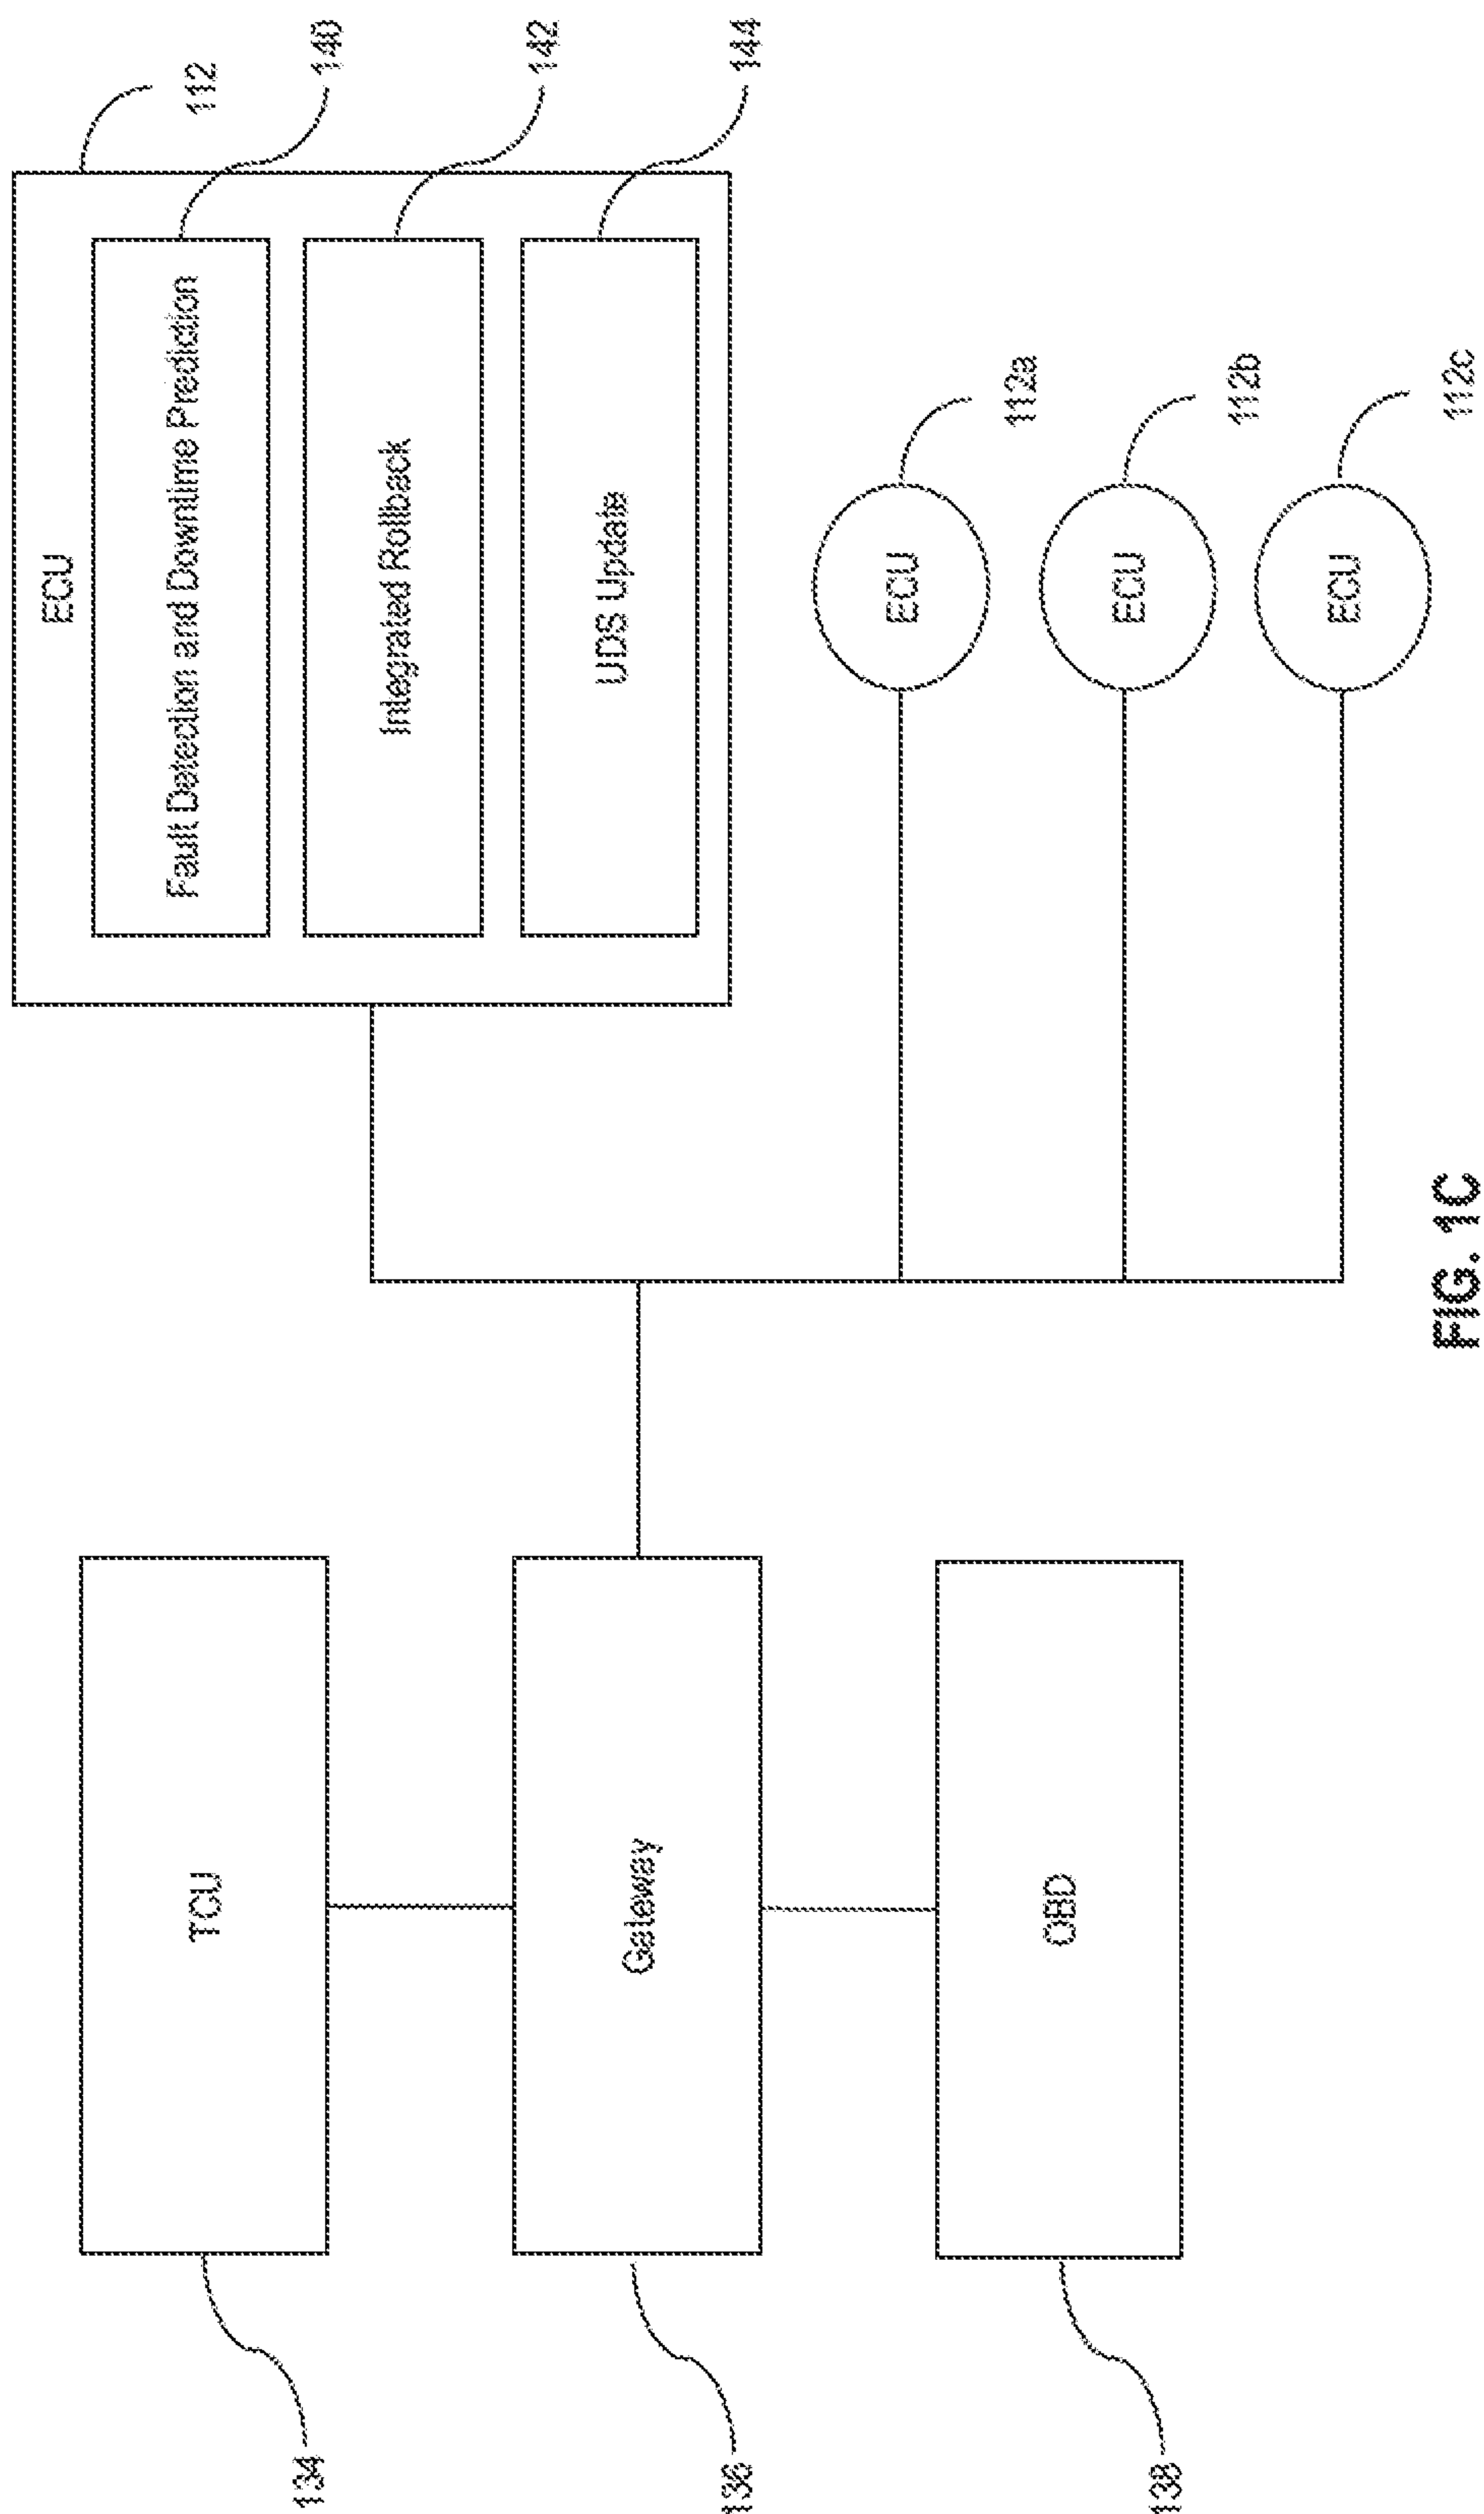 ECU
112
Fault Detection and Downtime Prediction
140
Integrated Rollback
142
UDS Update
144
TCU
134
Gateway
136
OBD
138
ECU
112a
ECU
112b
ECU
112c
FIG. 1C